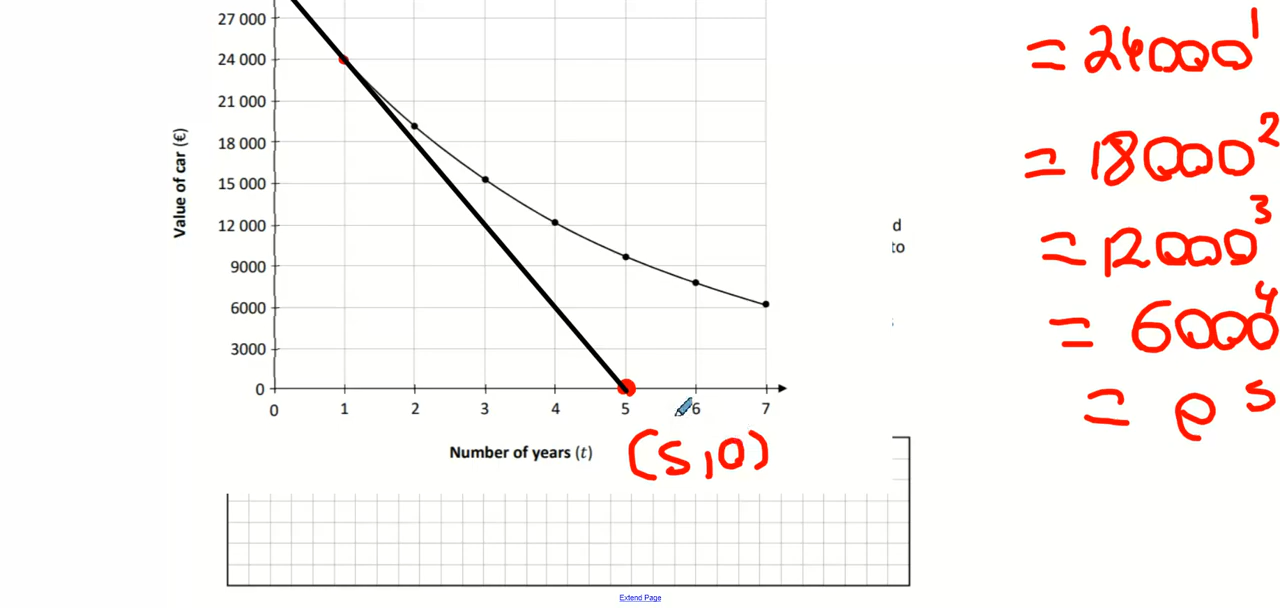 27 000
24 000
21 000
18 000
15 000
12 000
9000
6000
3000
0
0 1 2 3 4 5 6 7
Value of car (€)
Number of years (t)
(5,0)
= 24000 1
= 18000 2
= 12000 3
= 6000 4
= 0 5
d
to
Extend Page